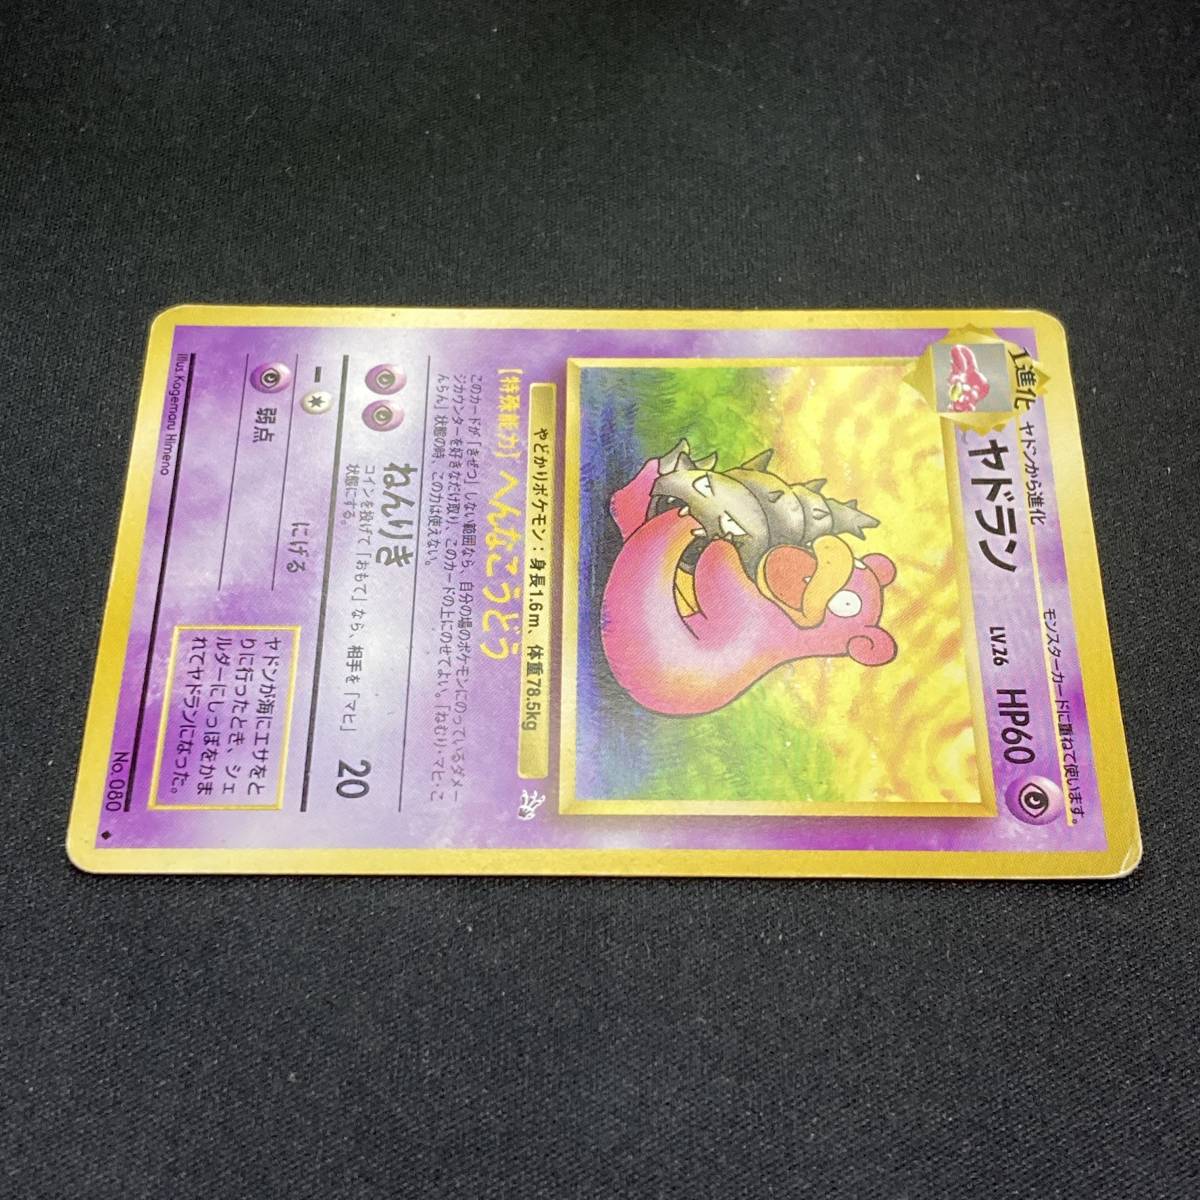 1進化 ヤドンから進化
モンスターカードに重ねて使います。
ヤドラン LV.26 HP60
やどかりポケモン：身長1.6m、体重78.5kg
【特殊能力】へんなこうどう
このカードが「きぜつ」しない範囲なら、自分の場のポケモンにのっているダメー
ジカウンターを好きなだけ取り、このカードの上にのせてよい。「ねむり・マヒ・こ
んらん」状態の時、この力は使えない。
ねんりき 20
コインを投げて「おもて」なら、相手を「マヒ」
状態にする。
にげる
弱点
ヤドンが海にエサをと
りに行ったとき、シェ
ルダーにしっぽをかま
れてヤドランになった。
Illus. Kagemaru Himeno
No.080 ◆